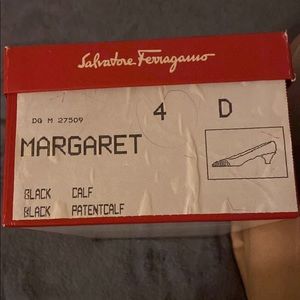 Salvatore Ferragamo
DG M 27509 4 D
MARGARET
BLACK CALF
BLACK PATENTCALF